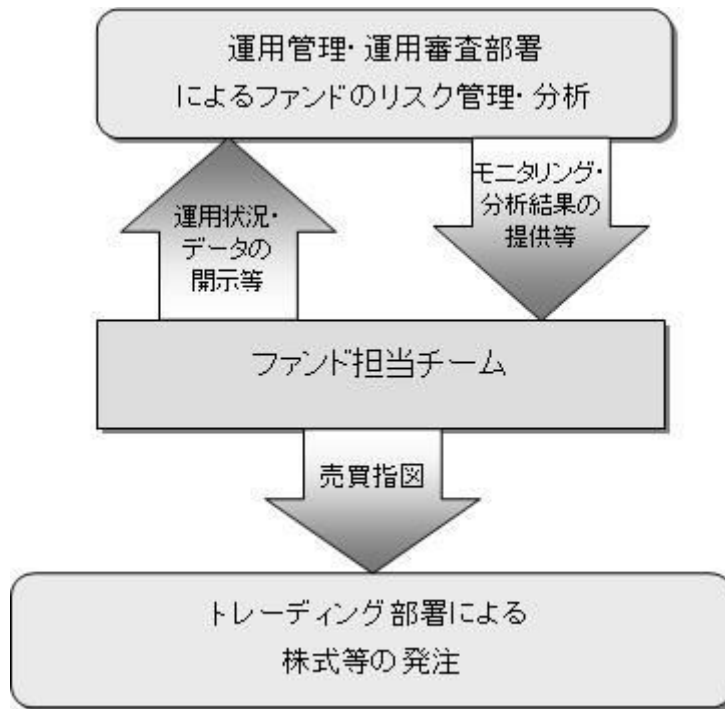 運用管理・運用審査部署
によるファンドのリスク管理・分析
運用状況・
データの
開示等
モニタリング・
分析結果の
提供等
ファンド担当チーム
売買指図
トレーディング部署による
株式等の発注